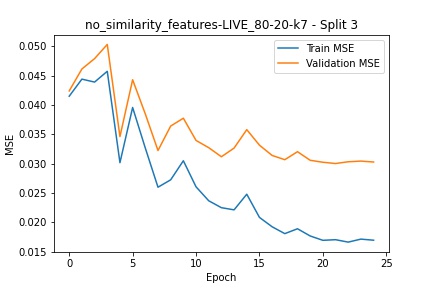 no_similarity_features-LIVE_80-20-k7 - Split 3
Train MSE
Validation MSE
0.050
0.045
0.040
0.035
0.030
0.025
0.020
0.015
MSE
0 5 10 15 20 25
Epoch